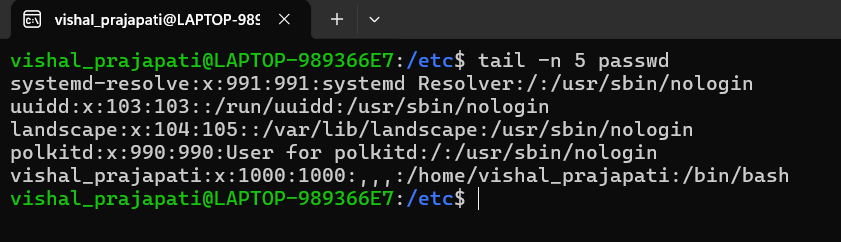 vishal_prajapati@LAPTOP-989
vishal_prajapati@LAPTOP-989366E7:/etc$ tail -n 5 passwd
systemd-resolve:x:991:991:systemd Resolver:/:/usr/sbin/nologin
uuidd:x:103:103::/run/uuidd:/usr/sbin/nologin
landscape:x:104:105::/var/lib/landscape:/usr/sbin/nologin
polkitd:x:990:990:User for polkitd:/:/usr/sbin/nologin
vishal_prajapati:x:1000:1000:,,,:/home/vishal_prajapati:/bin/bash
vishal_prajapati@LAPTOP-989366E7:/etc$